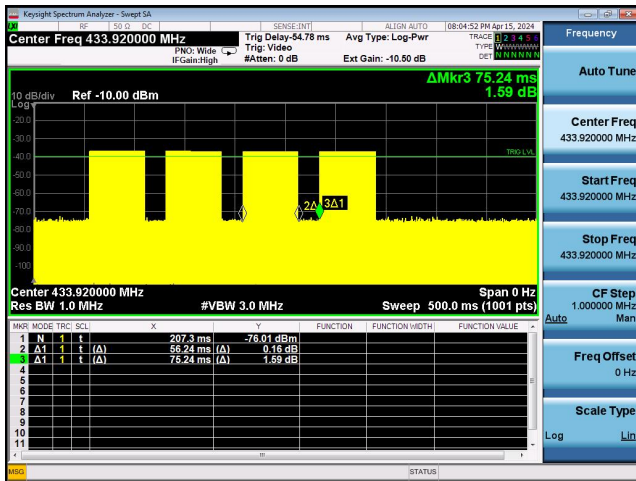 Keysight Spectrum Analyzer - Swept SA
RF 50 Ω DC SENSE:INT ALIGN AUTO 08:04:52 PM Apr 15, 2024
Center Freq 433.920000 MHz
PNO: Wide
IFGain:High
Trig Delay-54.78 ms
Trig: Video
#Atten: 0 dB
Avg Type: Log-Pwr
Ext Gain: -10.50 dB
TRACE 1 2 3 4 5 6
TYPE WWWWWW
DET N N N N N N
ΔMkr3 75.24 ms
1.59 dB
10 dB/div Ref -10.00 dBm
Log
-20.0
-30.0
-40.0
TRIG LVL
-50.0
-60.0
-70.0
2Δ 3Δ1
-80.0
-90.0
-100
Center 433.920000 MHz Span 0 Hz
Res BW 1.0 MHz #VBW 3.0 MHz Sweep 500.0 ms (1001 pts)
MKR MODE TRC SCL X Y FUNCTION FUNCTION WIDTH FUNCTION VALUE
1 N 1 t 207.3 ms -76.01 dBm
2 Δ1 1 t (Δ) 56.24 ms (Δ) 0.16 dB
3 Δ1 1 t (Δ) 75.24 ms (Δ) 1.59 dB
4
5
6
7
8
9
10
11
MSG STATUS
Frequency
Auto Tune
Center Freq
433.920000 MHz
Start Freq
433.920000 MHz
Stop Freq
433.920000 MHz
CF Step
1.000000 MHz
Auto Man
Freq Offset
0 Hz
Scale Type
Log Lin